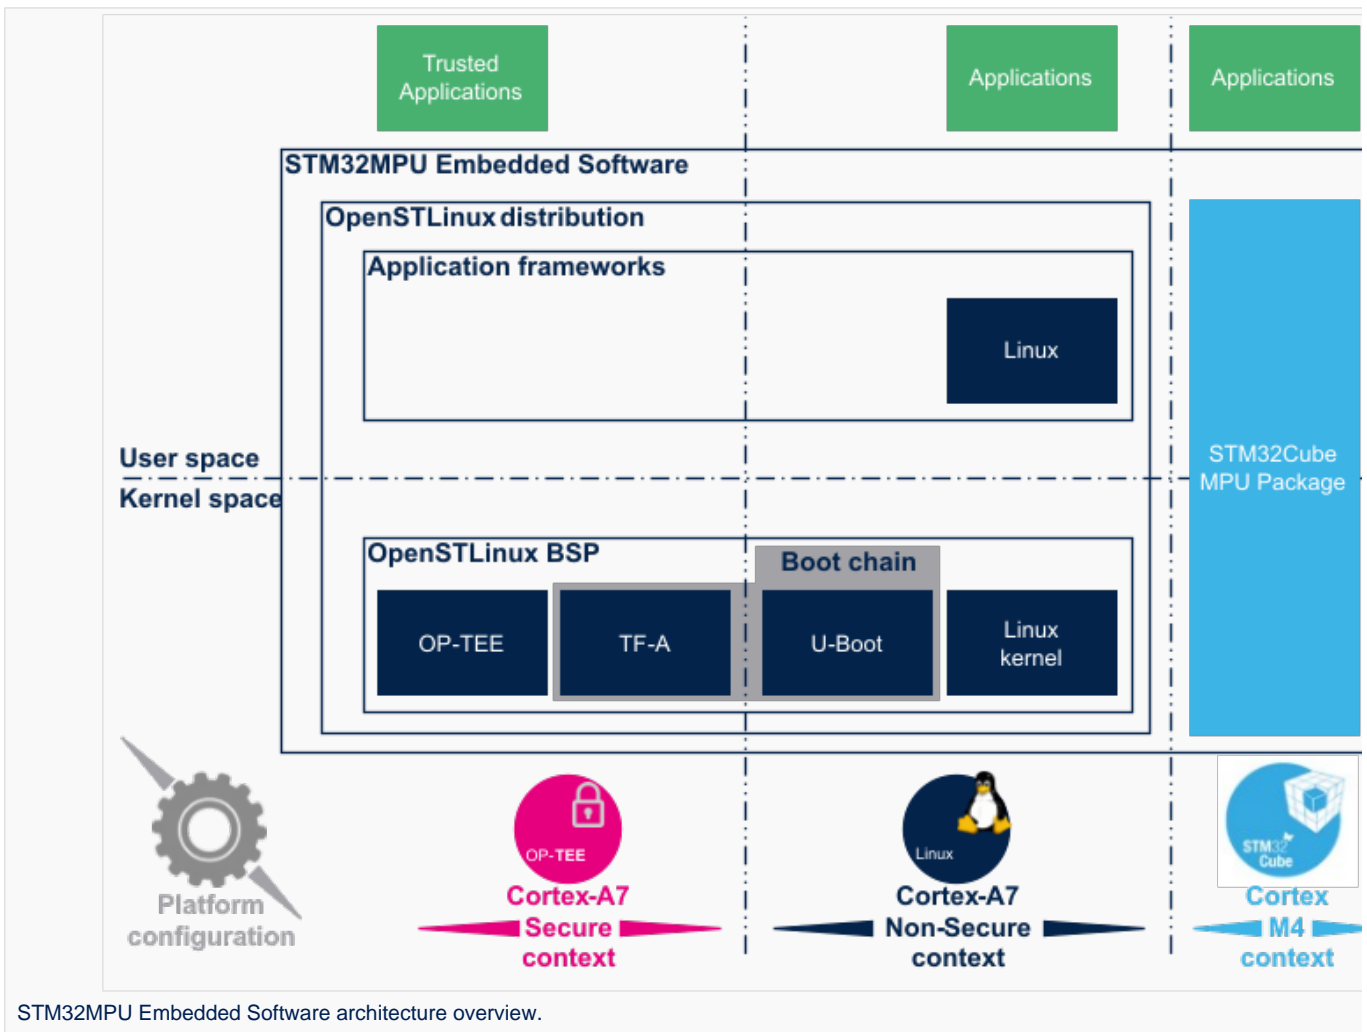 Trusted
Applications
Applications
Applications
STM32MPU Embedded Software
OpenSTLinux distribution
Application frameworks
Linux
User space
Kernel space
STM32Cube
MPU Package
OpenSTLinux BSP
Boot chain
OP-TEE
TF-A
U-Boot
Linux
kernel
Platform
configuration
OP-TEE
Cortex-A7
Secure
context
Linux
Cortex-A7
Non-Secure
context
STM32
Cube
Cortex
M4
context
STM32MPU Embedded Software architecture overview.